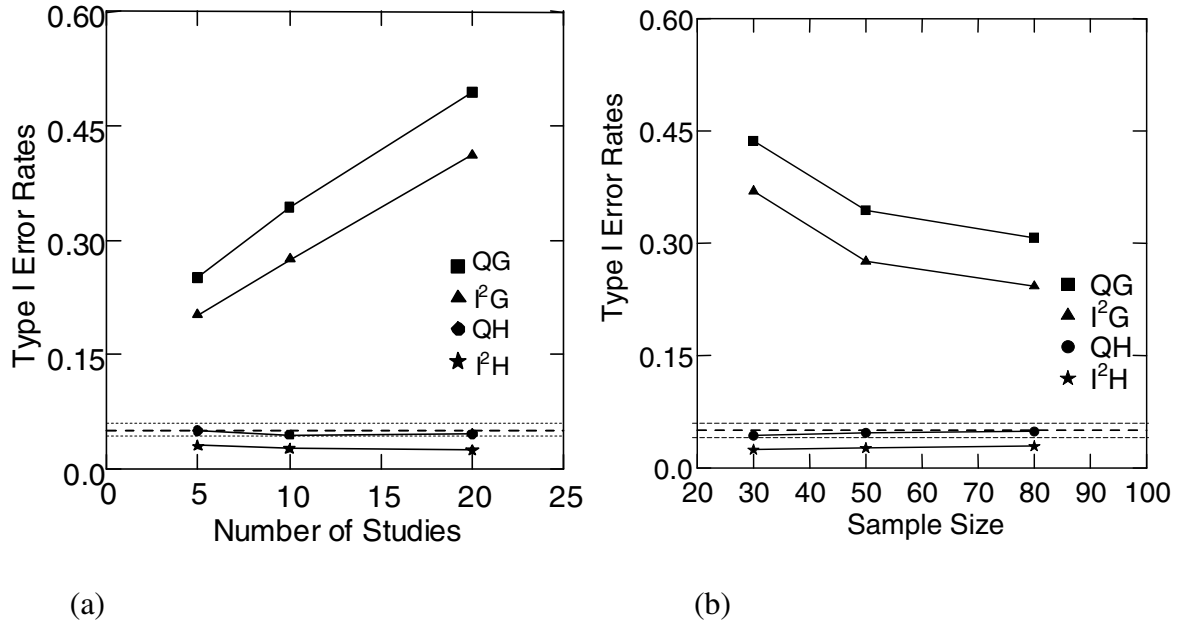 0.60
0.45
0.30
0.15
0.0
Type I Error Rates
QG
I²G
QH
I²H
0 5 10 15 20 25
Number of Studies
(a)
0.60
0.45
0.30
0.15
0.0
Type I Error Rates
QG
I²G
QH
I²H
20 30 40 50 60 70 80 90 100
Sample Size
(b)